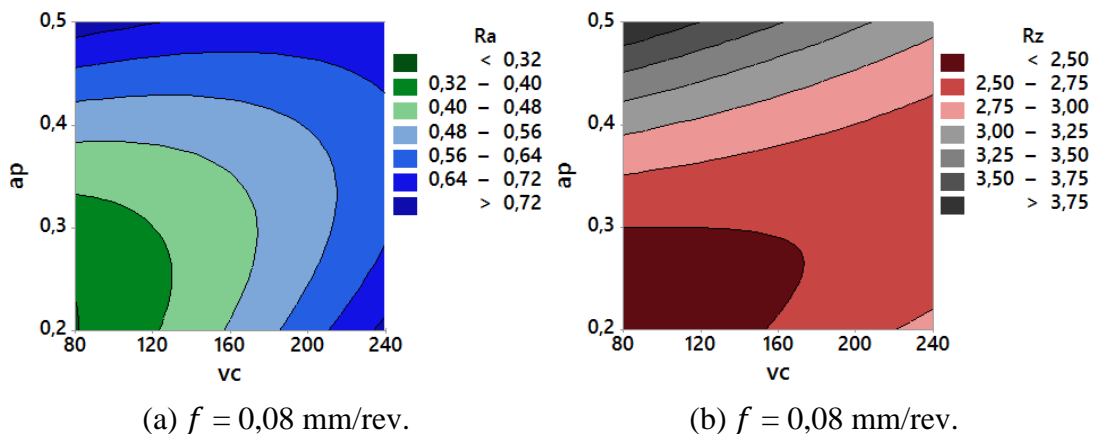 0,5
0,4
0,3
0,2
ap
80
120
160
200
240
vc
Ra
< 0,32
0,32 – 0,40
0,40 – 0,48
0,48 – 0,56
0,56 – 0,64
0,64 – 0,72
> 0,72
(a) f = 0,08 mm/rev.
0,5
0,4
0,3
0,2
ap
80
120
160
200
240
vc
Rz
< 2,50
2,50 – 2,75
2,75 – 3,00
3,00 – 3,25
3,25 – 3,50
3,50 – 3,75
> 3,75
(b) f = 0,08 mm/rev.